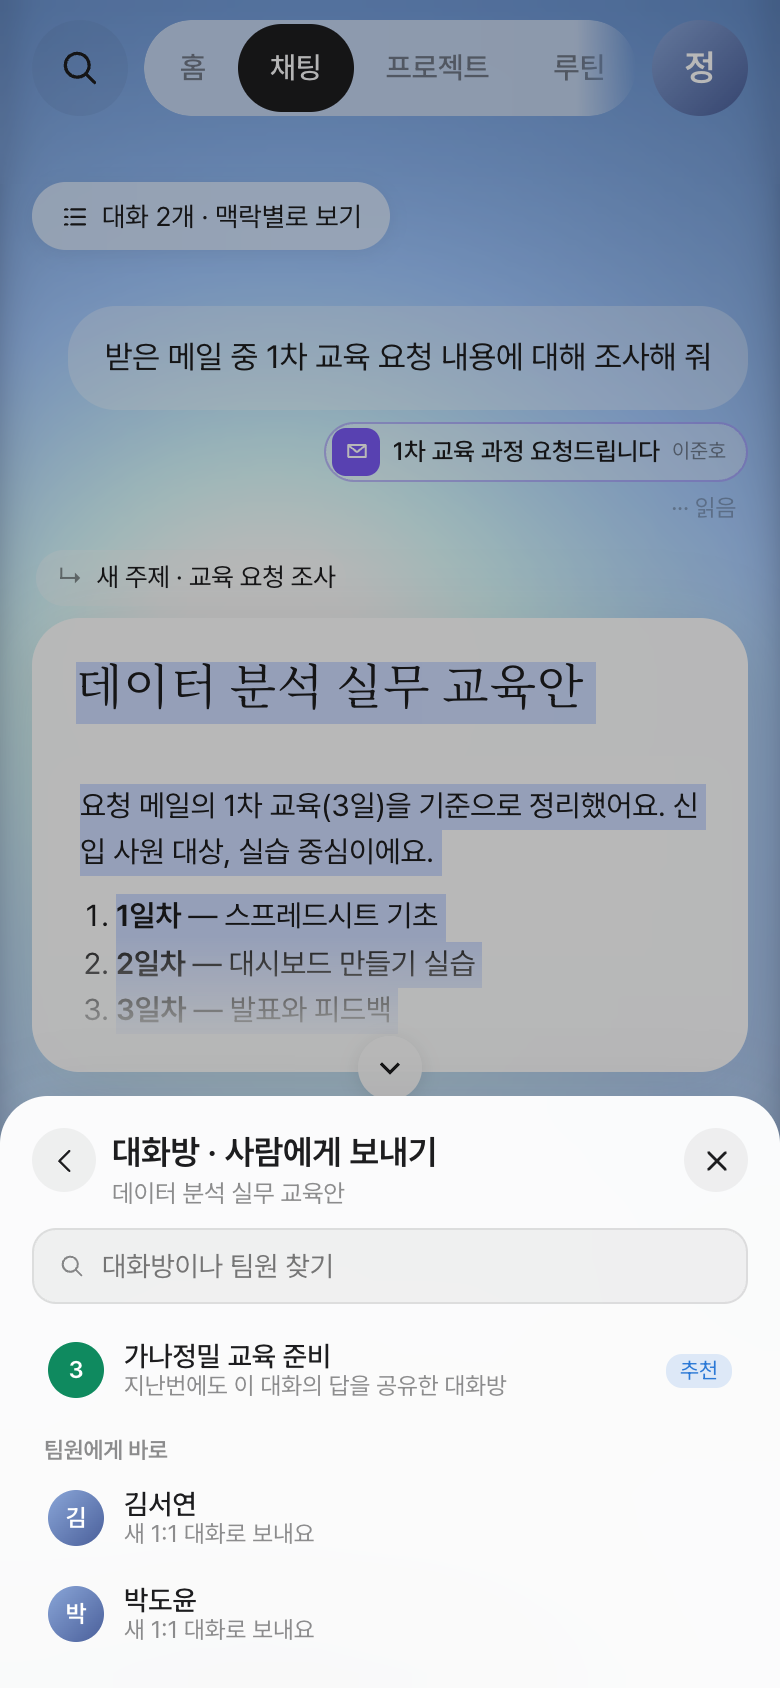 홈
채팅
프로젝트
루틴
정
대화 2개 · 맥락별로 보기
받은 메일 중 1차 교육 요청 내용에 대해 조사해 줘
1차 교육 과정 요청드립니다 이준호
··· 읽음
새 주제 · 교육 요청 조사
데이터 분석 실무 교육안
요청 메일의 1차 교육(3일)을 기준으로 정리했어요. 신
입 사원 대상, 실습 중심이에요.
1. 1일차 — 스프레드시트 기초
2. 2일차 — 대시보드 만들기 실습
3. 3일차 — 발표와 피드백
대화방 · 사람에게 보내기
데이터 분석 실무 교육안
대화방이나 팀원 찾기
3
가나정밀 교육 준비
지난번에도 이 대화의 답을 공유한 대화방
추천
팀원에게 바로
김
김서연
새 1:1 대화로 보내요
박
박도윤
새 1:1 대화로 보내요